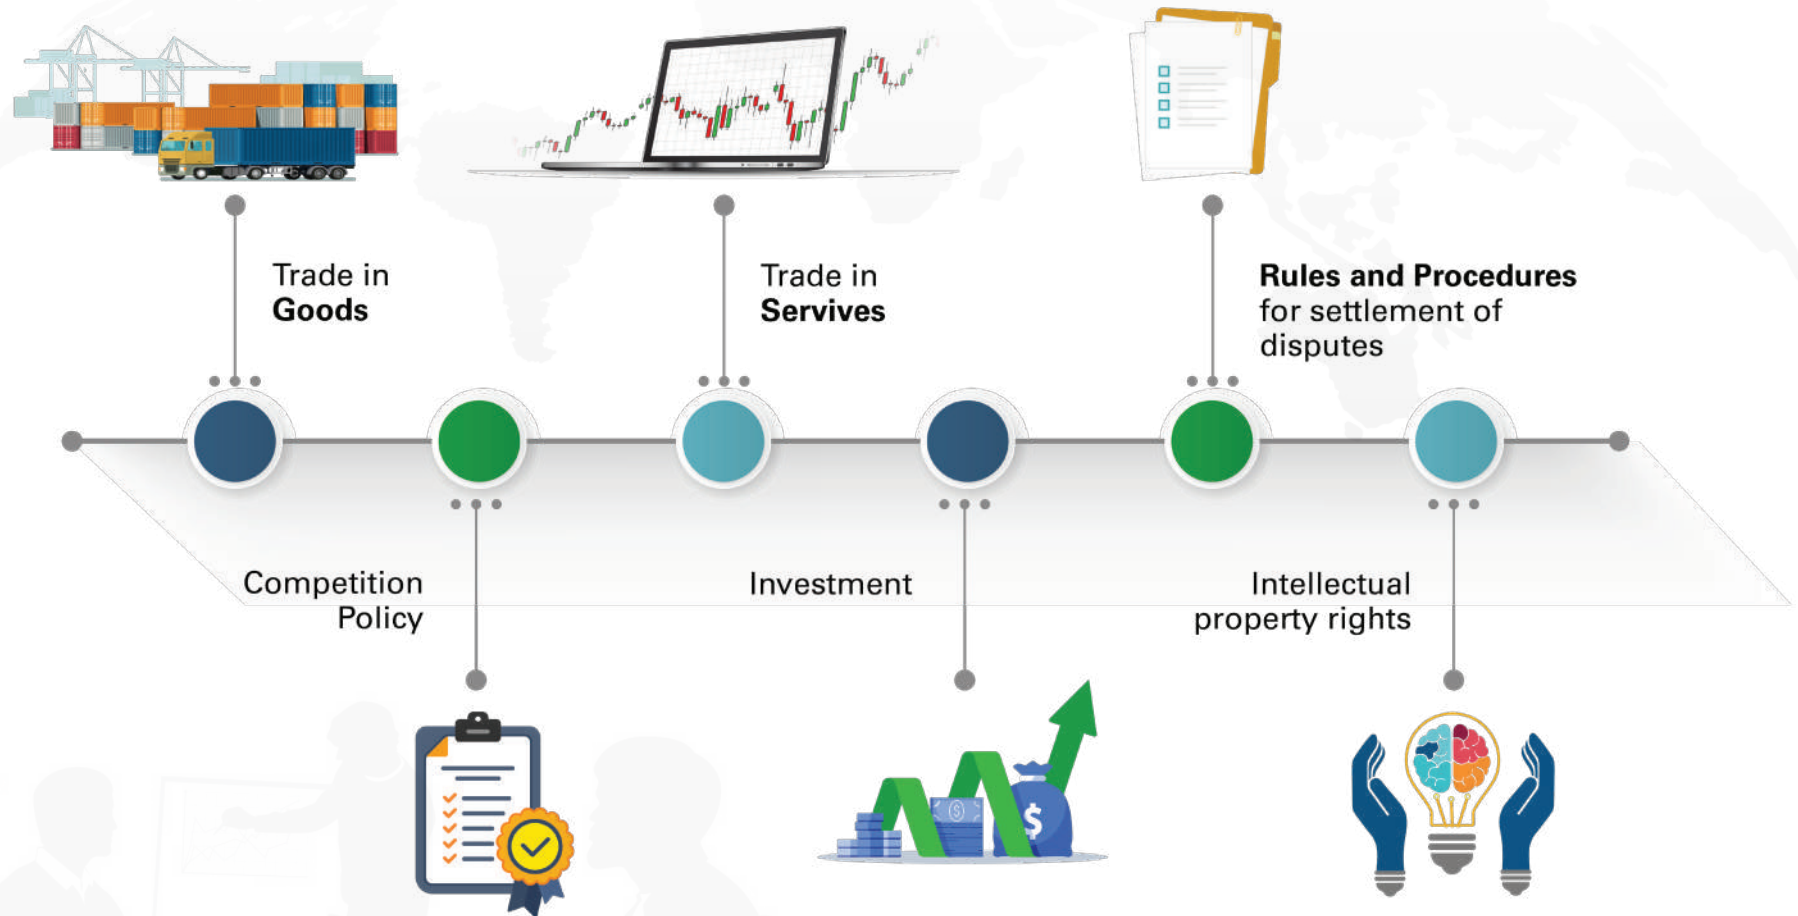 Trade in
Goods
Trade in
Servives
Rules and Procedures
for settlement of
disputes
Competition
Policy
Investment
Intellectual
property rights